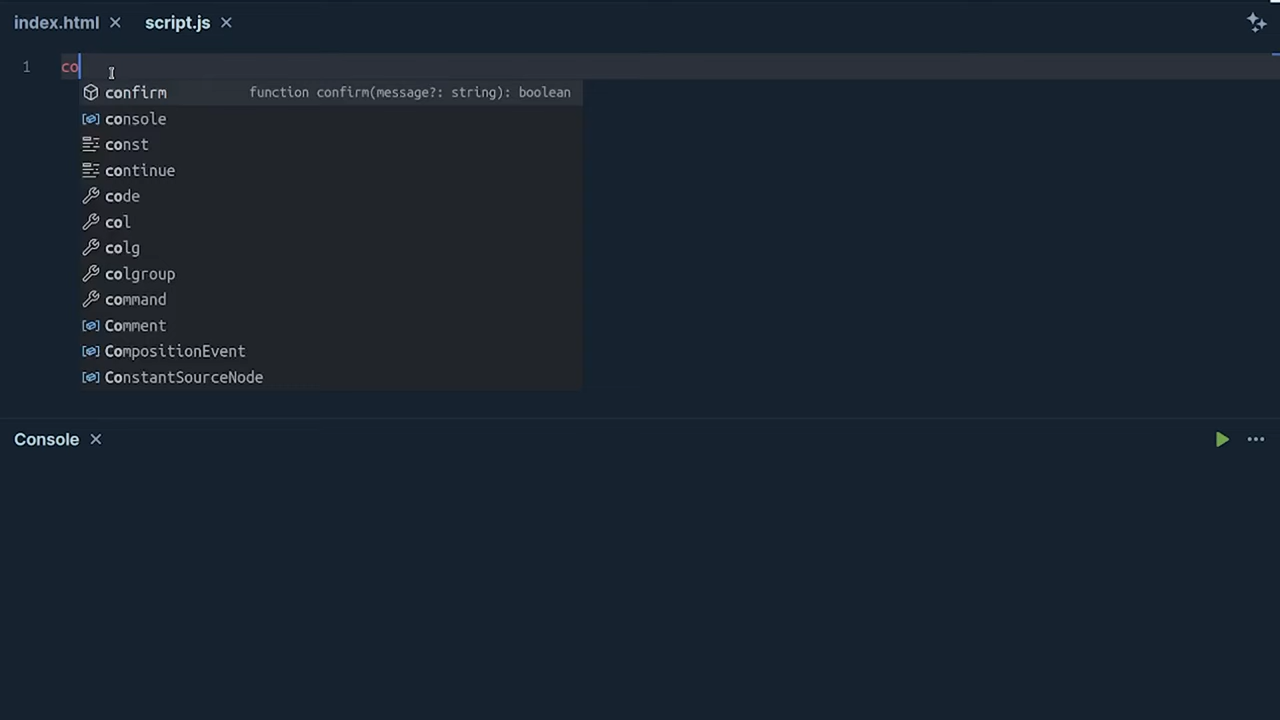 index.html script.js
1 co
confirm function confirm(message?: string): boolean
console
const
continue
code
col
colg
colgroup
command
Comment
CompositionEvent
ConstantSourceNode
Console